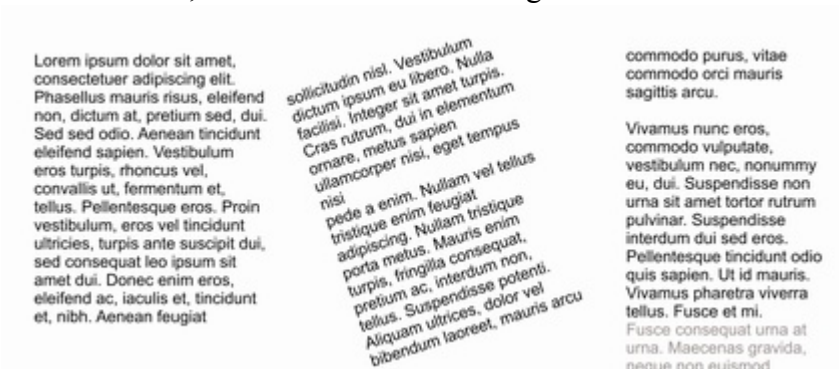 Lorem ipsum dolor sit amet,
consectetuer adipiscing elit.
Phasellus mauris risus, eleifend
non, dictum at, pretium sed, dui.
Sed sed odio. Aenean tincidunt
eleifend sapien. Vestibulum
eros turpis, rhoncus vel,
convallis ut, fermentum et,
tellus. Pellentesque eros. Proin
vestibulum, eros vel tincidunt
ultricies, turpis ante suscipit dui,
sed consequat leo ipsum sit
amet dui. Donec enim eros,
eleifend ac, iaculis et, tincidunt
et, nibh. Aenean feugiat
sollicitudin nisl. Vestibulum
dictum ipsum eu libero. Nulla
facilisi. Integer sit amet turpis.
Cras rutrum, dui in elementum
ornare, metus sapien
ullamcorper nisi, eget tempus
nisi
pede a enim. Nullam vel tellus
tristique enim feugiat
adipiscing. Nullam tristique
porta metus. Mauris enim
turpis, fringilla consequat,
pretium ac, interdum non,
tellus. Suspendisse potenti.
Aliquam ultrices, dolor vel
bibendum laoreet, mauris arcu
commodo purus, vitae
commodo orci mauris
sagittis arcu.
Vivamus nunc eros,
commodo vulputate,
vestibulum nec, nonummy
eu, dui. Suspendisse non
urna sit amet tortor rutrum
pulvinar. Suspendisse
interdum dui sed eros.
Pellentesque tincidunt odio
quis sapien. Ut id mauris.
Vivamus pharetra viverra
tellus. Fusce et mi.
Fusce consequat urna at
urna. Maecenas gravida,
neque non euismod